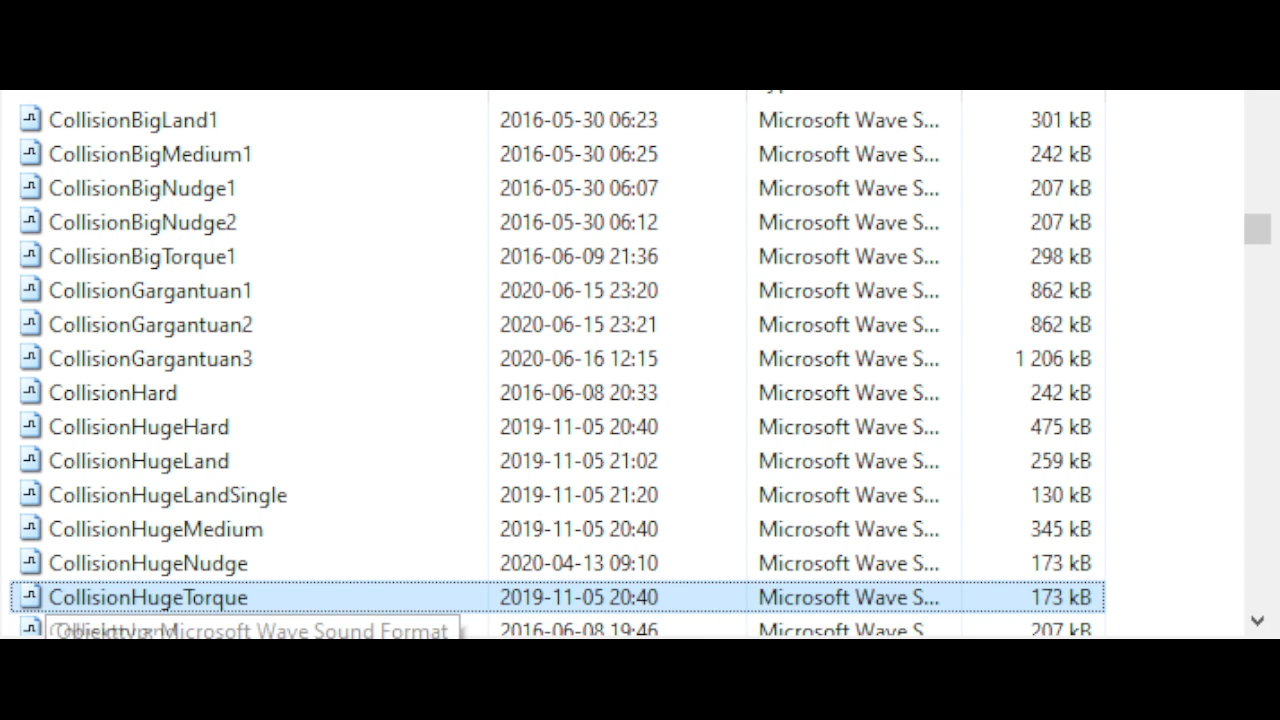 CollisionBigLand1 2016-05-30 06:23 Microsoft Wave S... 301 kB
CollisionBigMedium1 2016-05-30 06:25 Microsoft Wave S... 242 kB
CollisionBigNudge1 2016-05-30 06:07 Microsoft Wave S... 207 kB
CollisionBigNudge2 2016-05-30 06:12 Microsoft Wave S... 207 kB
CollisionBigTorque1 2016-06-09 21:36 Microsoft Wave S... 298 kB
CollisionGargantuan1 2020-06-15 23:20 Microsoft Wave S... 862 kB
CollisionGargantuan2 2020-06-15 23:21 Microsoft Wave S... 862 kB
CollisionGargantuan3 2020-06-16 12:15 Microsoft Wave S... 1 206 kB
CollisionHard 2016-06-08 20:33 Microsoft Wave S... 242 kB
CollisionHugeHard 2019-11-05 20:40 Microsoft Wave S... 475 kB
CollisionHugeLand 2019-11-05 21:02 Microsoft Wave S... 259 kB
CollisionHugeLandSingle 2019-11-05 21:20 Microsoft Wave S... 130 kB
CollisionHugeMedium 2019-11-05 20:40 Microsoft Wave S... 345 kB
CollisionHugeNudge 2020-04-13 09:10 Microsoft Wave S... 173 kB
CollisionHugeTorque 2019-11-05 20:40 Microsoft Wave S... 173 kB
Microsoft Wave Sound Format 2016-06-08 19:46 Microsoft Wave S 207 kB